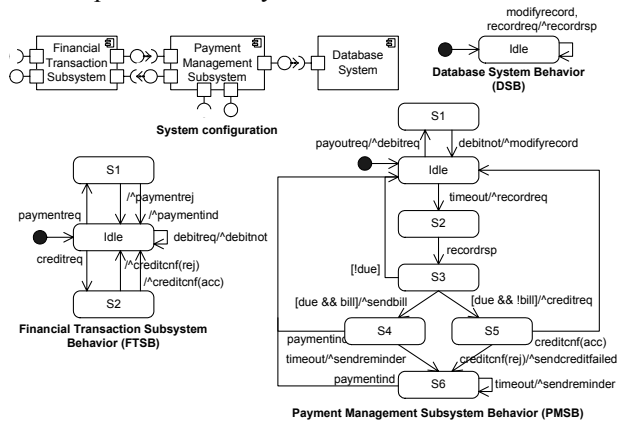 Financial
Transaction
Subsystem
Payment
Management
Subsystem
Database
System
System configuration
modifyrecord,
recordreq/^recordrsp
Idle
Database System Behavior
(DSB)
S1
payoutreq/^debitreq
debitnot/^modifyrecord
Idle
timeout/^recordreq
S2
recordrsp
[!due]
S3
[due && bill]/^sendbill
[due && !bill]/^creditreq
S4
S5
paymentind
creditcnf(acc)
timeout/^sendreminder
creditcnf(rej)/^sendcreditfailed
paymentind
S6
timeout/^sendreminder
Payment Management Subsystem Behavior (PMSB)
S1
/^paymentrej
paymentreq
/^paymentind
Idle
debitreq/^debitnot
creditreq
/^creditcnf(rej)
/^creditcnf(acc)
S2
Financial Transaction Subsystem
Behavior (FTSB)